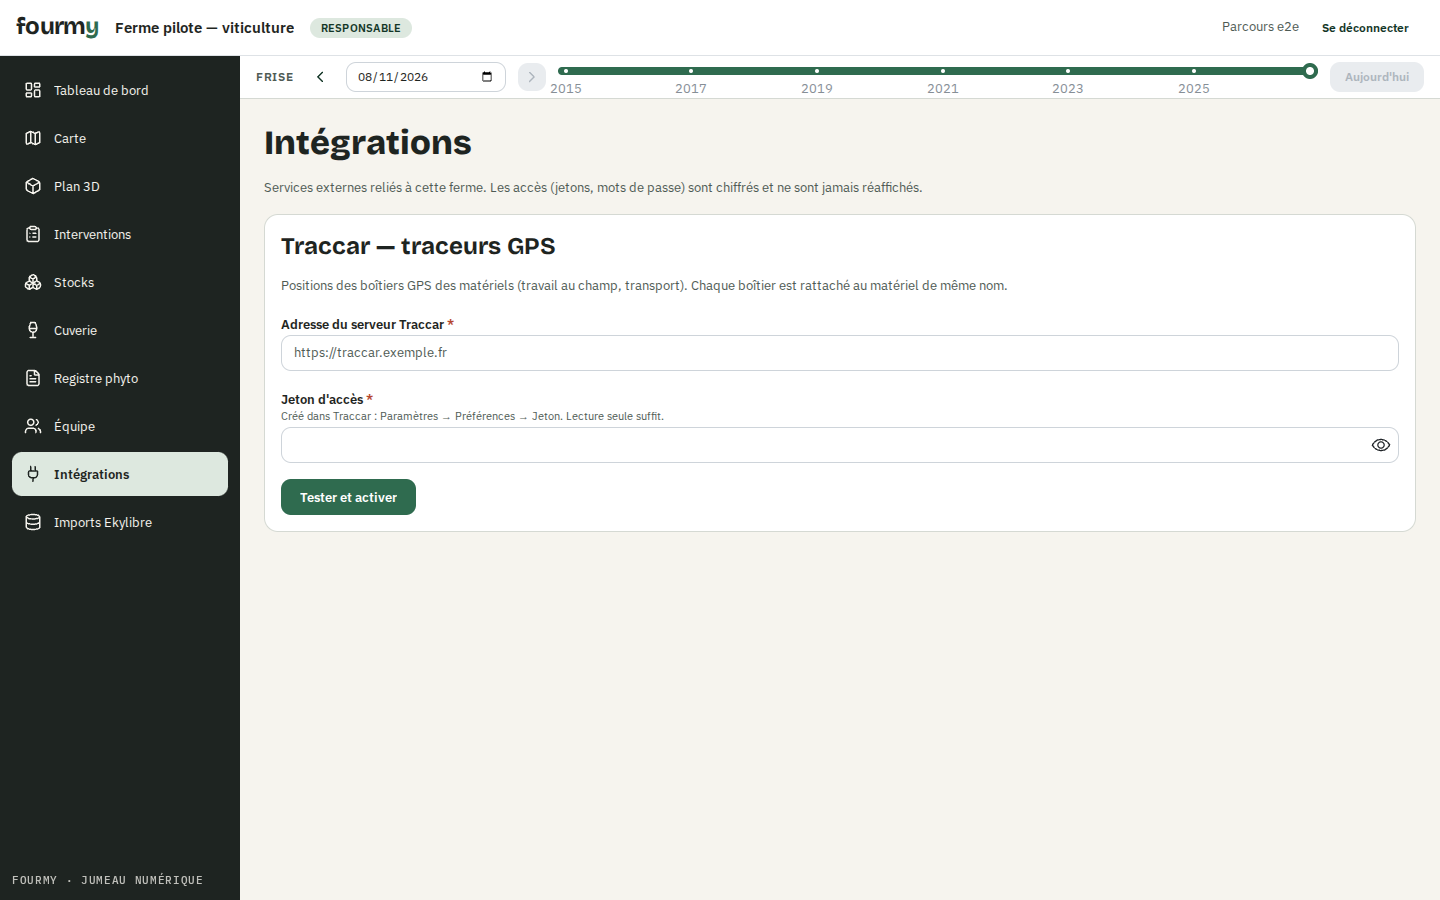 fourmy
Ferme pilote — viticulture
RESPONSABLE
Parcours e2e
Se déconnecter
FRISE
08/11/2026
2015
2017
2019
2021
2023
2025
Aujourd'hui
Tableau de bord
Carte
Plan 3D
Interventions
Stocks
Cuverie
Registre phyto
Équipe
Intégrations
Imports Ekylibre
FOURMY · JUMEAU NUMÉRIQUE
Intégrations
Services externes reliés à cette ferme. Les accès (jetons, mots de passe) sont chiffrés et ne sont jamais réaffichés.
Traccar — traceurs GPS
Positions des boîtiers GPS des matériels (travail au champ, transport). Chaque boîtier est rattaché au matériel de même nom.
Adresse du serveur Traccar *
https://traccar.exemple.fr
Jeton d'accès *
Créé dans Traccar : Paramètres → Préférences → Jeton. Lecture seule suffit.
Tester et activer